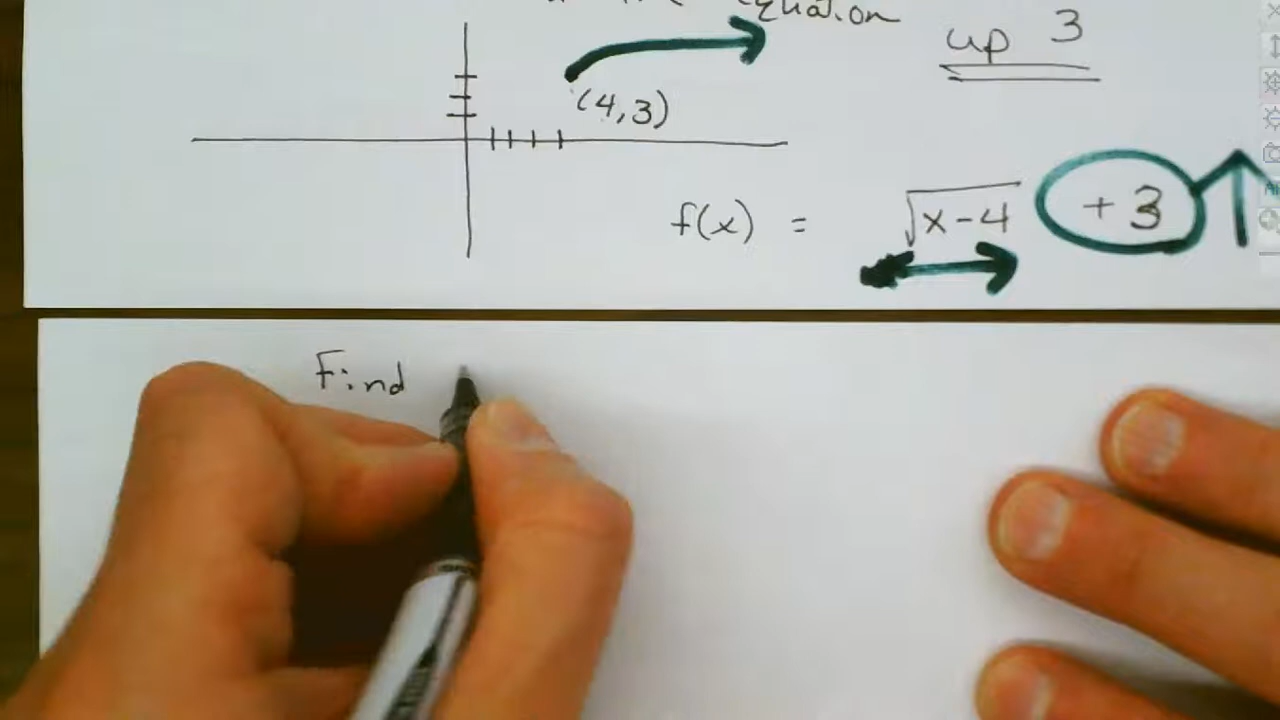 equation
up 3
(4,3)
f(x) = √x-4 + 3
Find